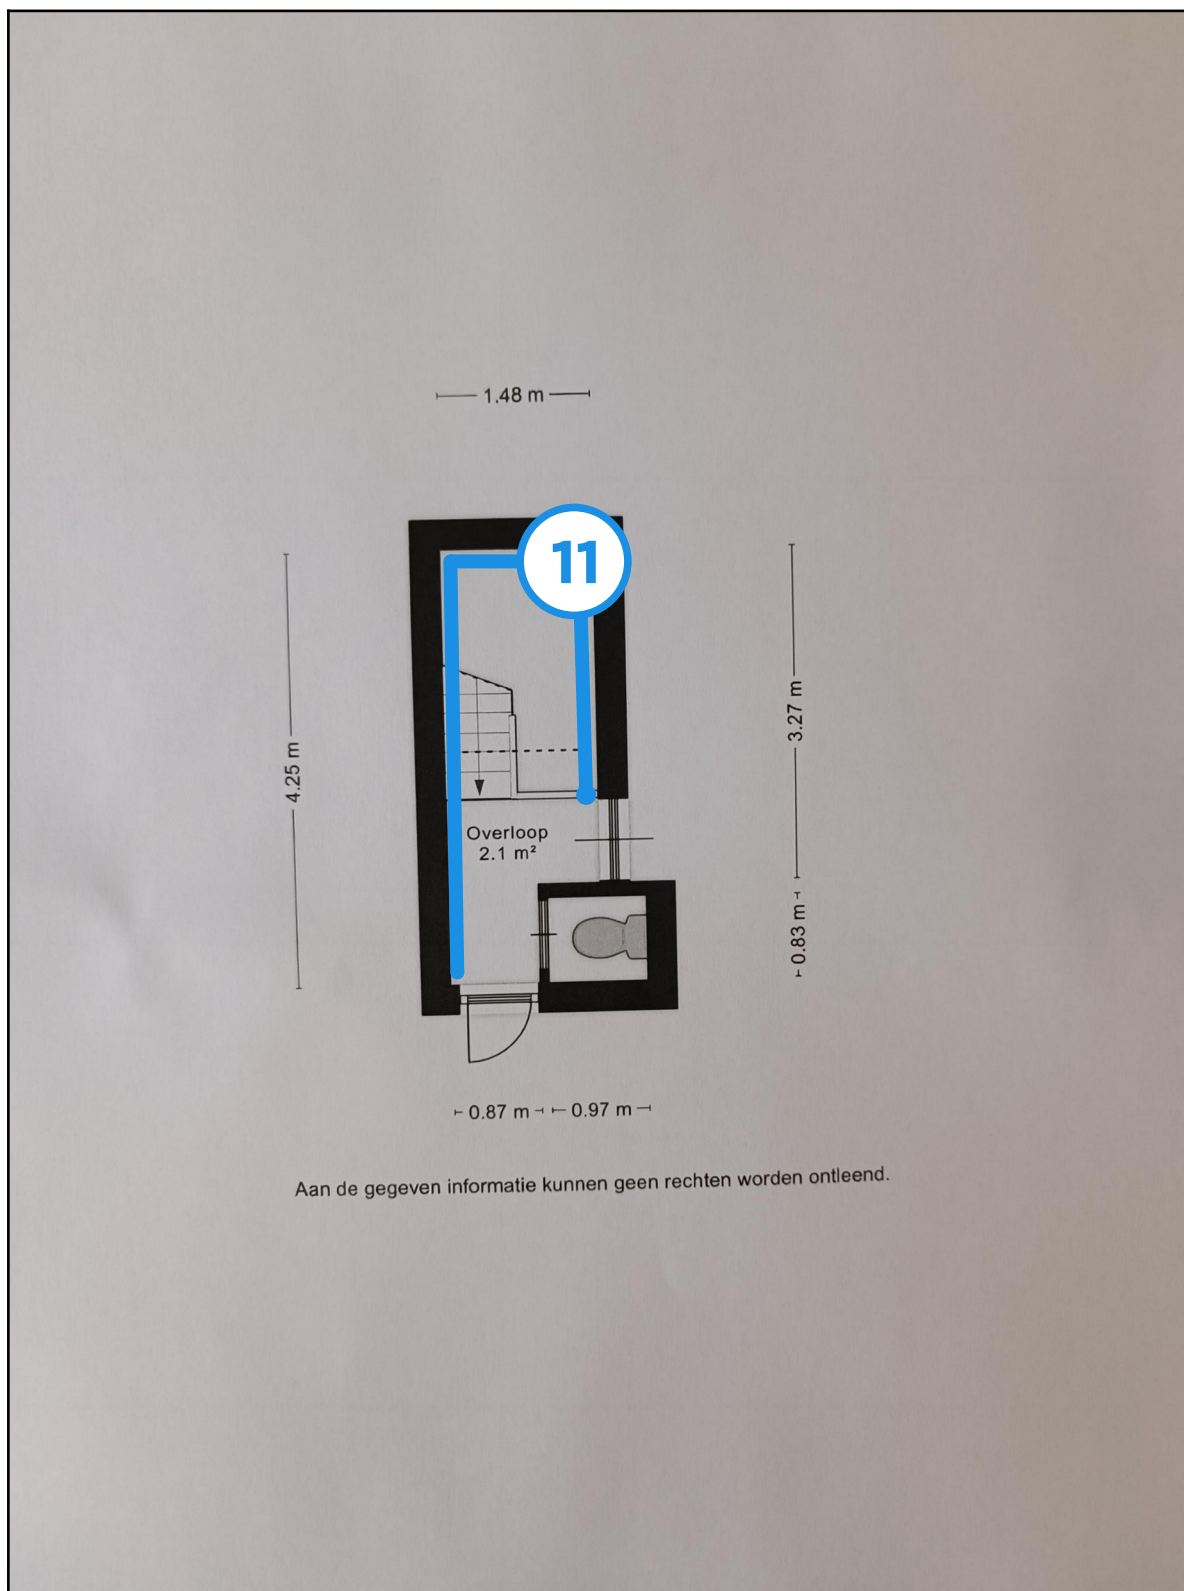 1.48 m
11
4.25 m
3.27 m
Overloop
2.1 m²
0.83 m
0.87 m
0.97 m
Aan de gegeven informatie kunnen geen rechten worden ontleend.